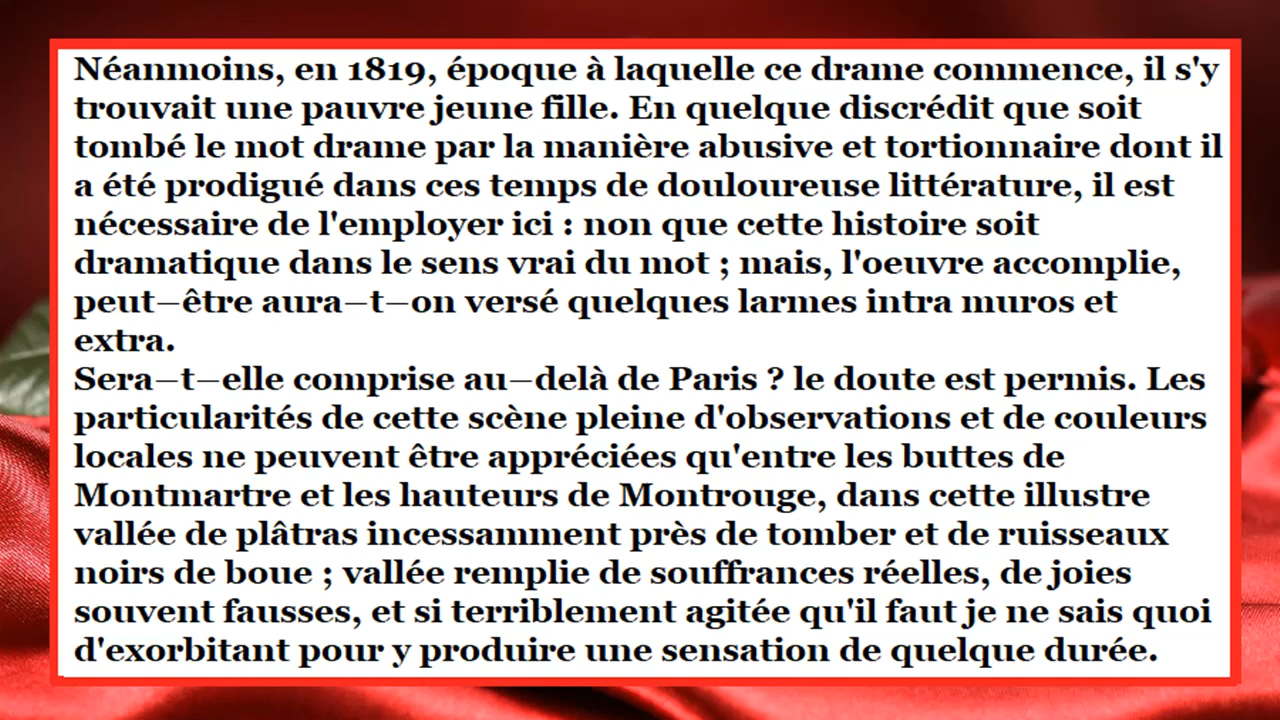 Néanmoins, en 1819, époque à laquelle ce drame commence, il s'y
trouvait une pauvre jeune fille. En quelque discrédit que soit
tombé le mot drame par la manière abusive et tortionnaire dont il
a été prodigué dans ces temps de douloureuse littérature, il est
nécessaire de l'employer ici : non que cette histoire soit
dramatique dans le sens vrai du mot ; mais, l'oeuvre accomplie,
peut−être aura−t−on versé quelques larmes intra muros et
extra.
Sera−t−elle comprise au−delà de Paris ? le doute est permis. Les
particularités de cette scène pleine d'observations et de couleurs
locales ne peuvent être appréciées qu'entre les buttes de
Montmartre et les hauteurs de Montrouge, dans cette illustre
vallée de plâtras incessamment près de tomber et de ruisseaux
noirs de boue ; vallée remplie de souffrances réelles, de joies
souvent fausses, et si terriblement agitée qu'il faut je ne sais quoi
d'exorbitant pour y produire une sensation de quelque durée.